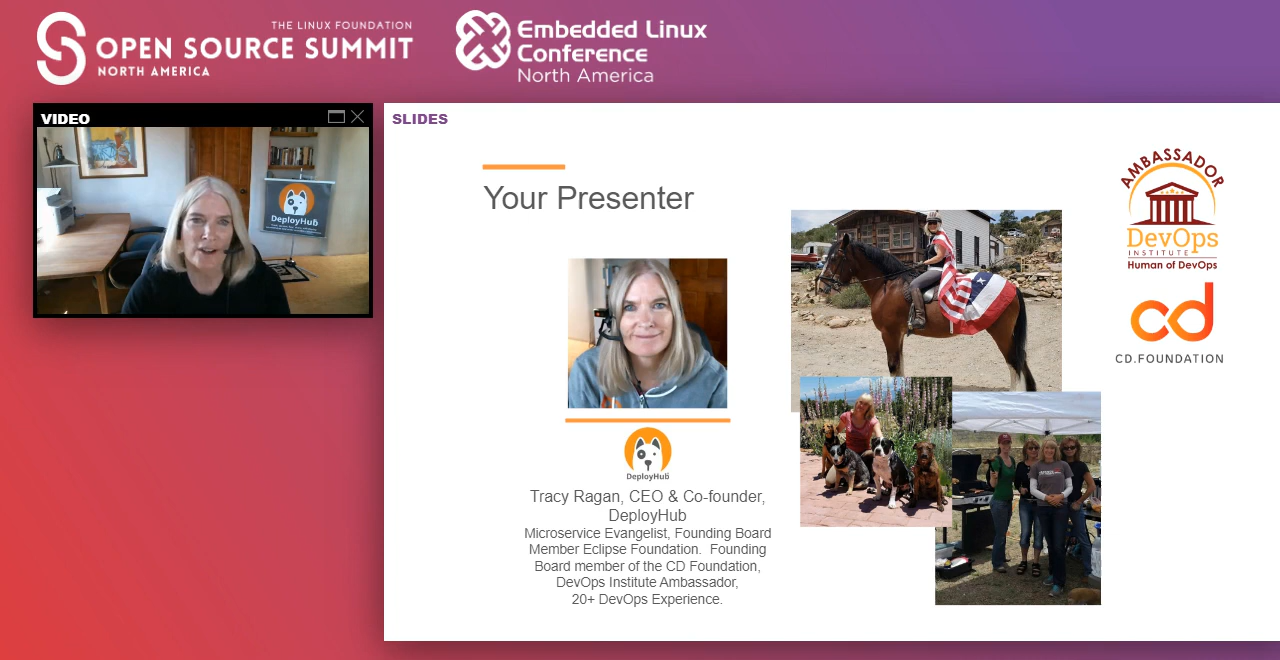 THE LINUX FOUNDATION
OPEN SOURCE SUMMIT
NORTH AMERICA
Embedded Linux
Conference
North America
VIDEO
DeployHub
SLIDES
Your Presenter
DeployHub
Tracy Ragan, CEO & Co-founder,
DeployHub
Microservice Evangelist, Founding Board
Member Eclipse Foundation.  Founding
Board member of the CD Foundation,
DevOps Institute Ambassador,
20+ DevOps Experience.
AMBASSADOR
DevOps
INSTITUTE
Human of DevOps
cd
CD.FOUNDATION